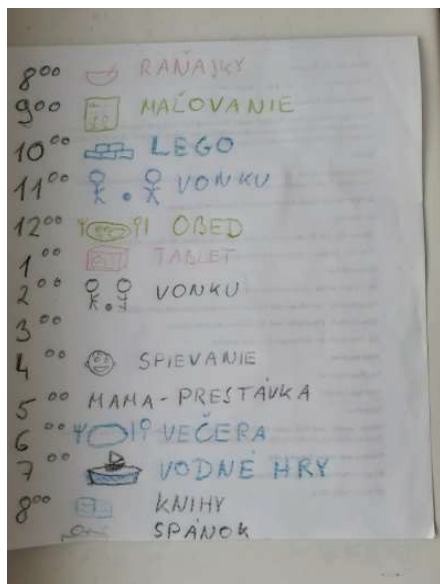 8⁰⁰ RAŇAJKY
9⁰⁰ MAĽOVANIE
10⁰⁰ LEGO
11⁰⁰ VONKU
12⁰⁰ OBED
1⁰⁰ TABLET
2⁰⁰ VONKU
3⁰⁰
4⁰⁰ SPIEVANIE
5⁰⁰ MAMA - PRESTÁVKA
6⁰⁰ VEČERA
7⁰⁰ VODNÉ HRY
8⁰⁰ KNIHY
SPÁNOK